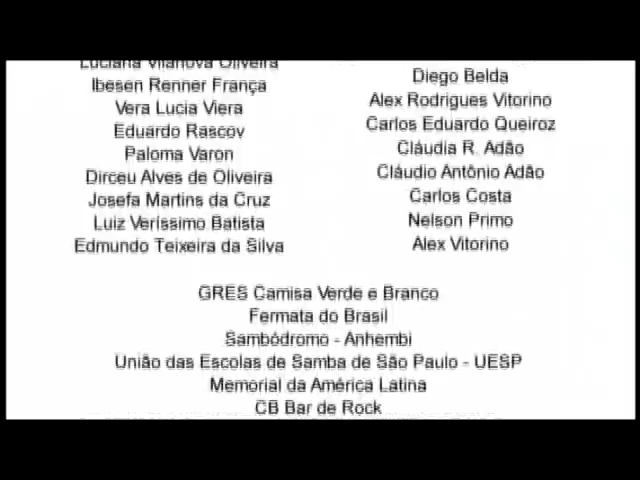 Luciana Vilanova Oliveira
Ibesen Renner França
Vera Lucia Viera
Eduardo Rascov
Paloma Varon
Dirceu Alves de Oliveira
Josefa Martins da Cruz
Luiz Veríssimo Batista
Edmundo Teixeira da Silva
Diego Belda
Alex Rodrigues Vitorino
Carlos Eduardo Queiroz
Cláudia R. Adão
Cláudio Antônio Adão
Carlos Costa
Nelson Primo
Alex Vitorino
GRES Camisa Verde e Branco
Fermata do Brasil
Sambódromo - Anhembi
União das Escolas de Samba de São Paulo - UESP
Memorial da América Latina
CB Bar de Rock